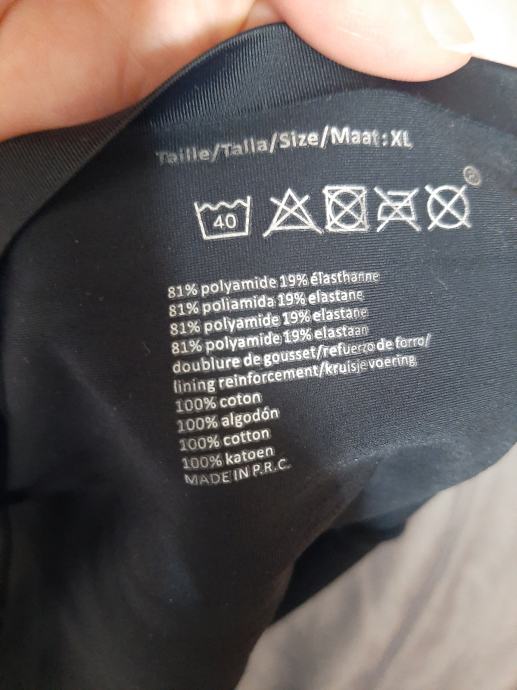 Taille/Talla/Size/Maat:XL
40
81% polyamide 19% élasthanne
81% poliamida 19% elastane
81% polyamide 19% elastane
81% polyamide 19% elastaan
doublure de gousset/refuerzo de forro/
lining reinforcement/kruisje voering
100% coton
100% algodón
100% cotton
100% katoen
MADE IN P.R.C.